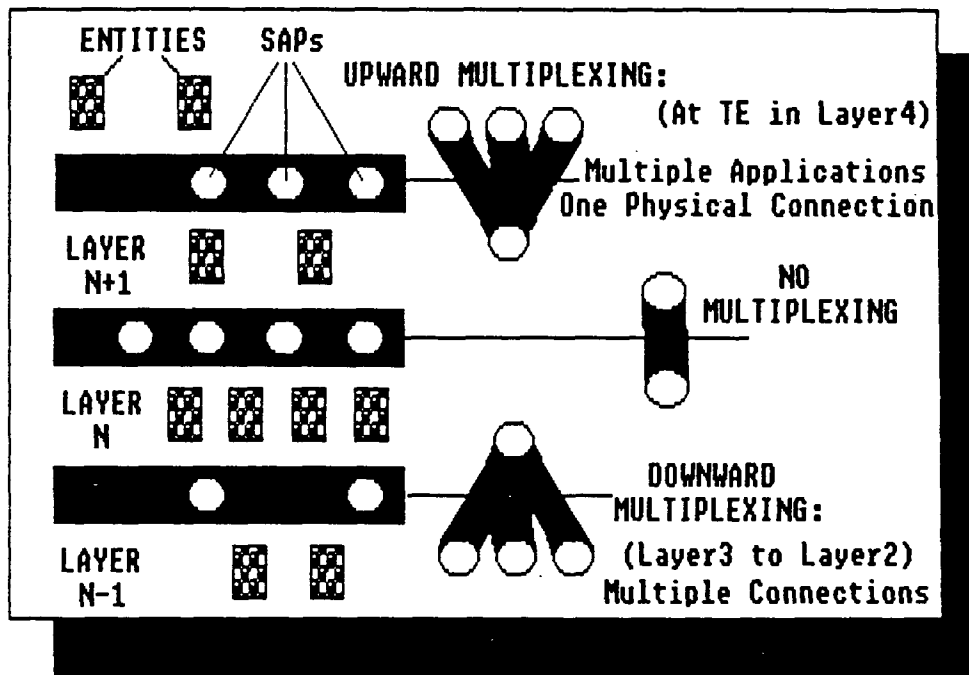 ENTITIES
SAPs
UPWARD MULTIPLEXING:
(At TE in Layer4)
Multiple Applications
One Physical Connection
LAYER
N+1
NO
MULTIPLEXING
LAYER
N
DOWNWARD
MULTIPLEXING:
(Layer3 to Layer2)
Multiple Connections
LAYER
N-1